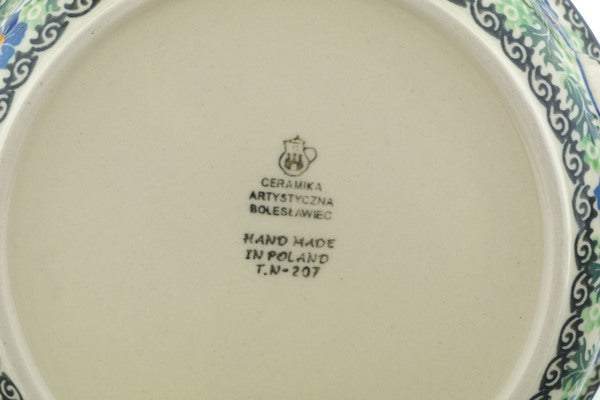 CERAMIKA
ARTYSTYCZNA
BOLESŁAWIEC
HAND MADE
IN POLAND
T.N-207